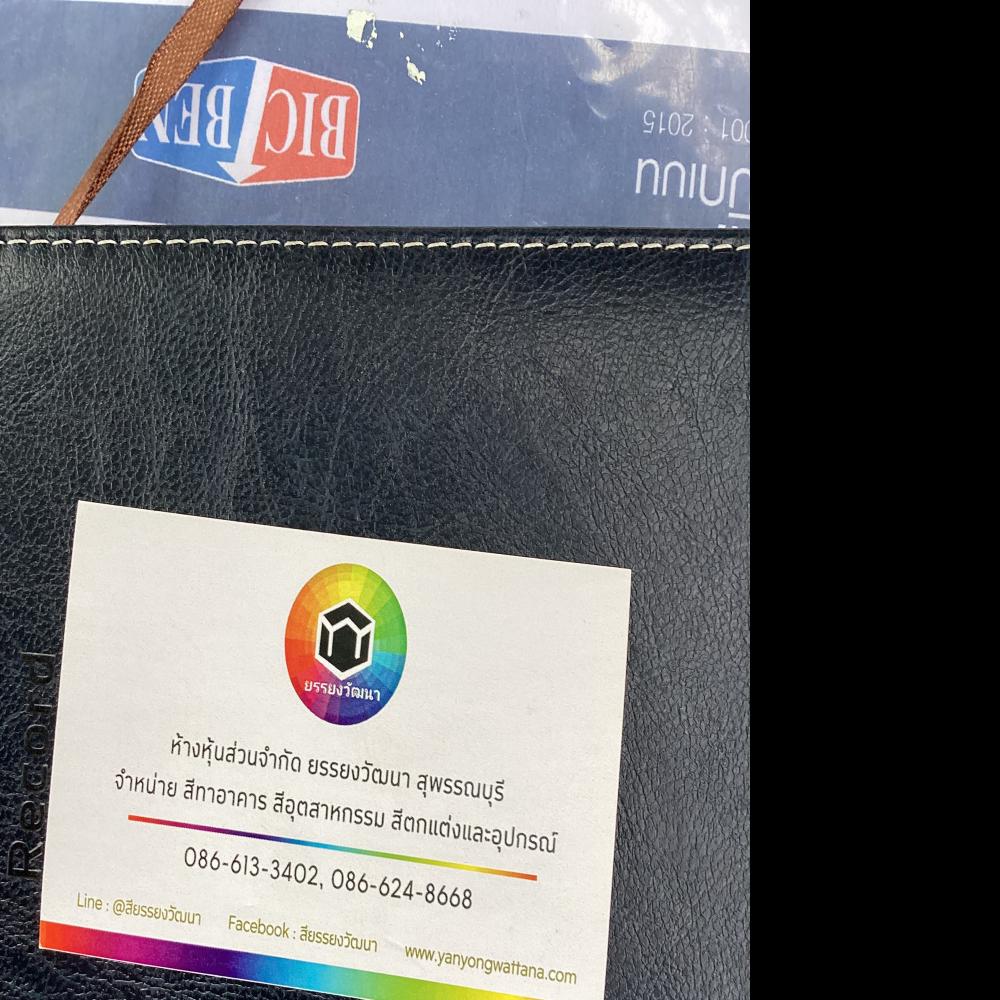 BIC BEN
001 : 2015
ยรรยงวัฒนา
ห้างหุ้นส่วนจำกัด ยรรยงวัฒนา สุพรรณบุรี
จำหน่าย สีทาอาคาร สีอุตสาหกรรม สีตกแต่งและอุปกรณ์
086-613-3402, 086-624-8668
Line : @สียรรยงวัฒนา Facebook : สียรรยงวัฒนา www.yanyongwattana.com
Record